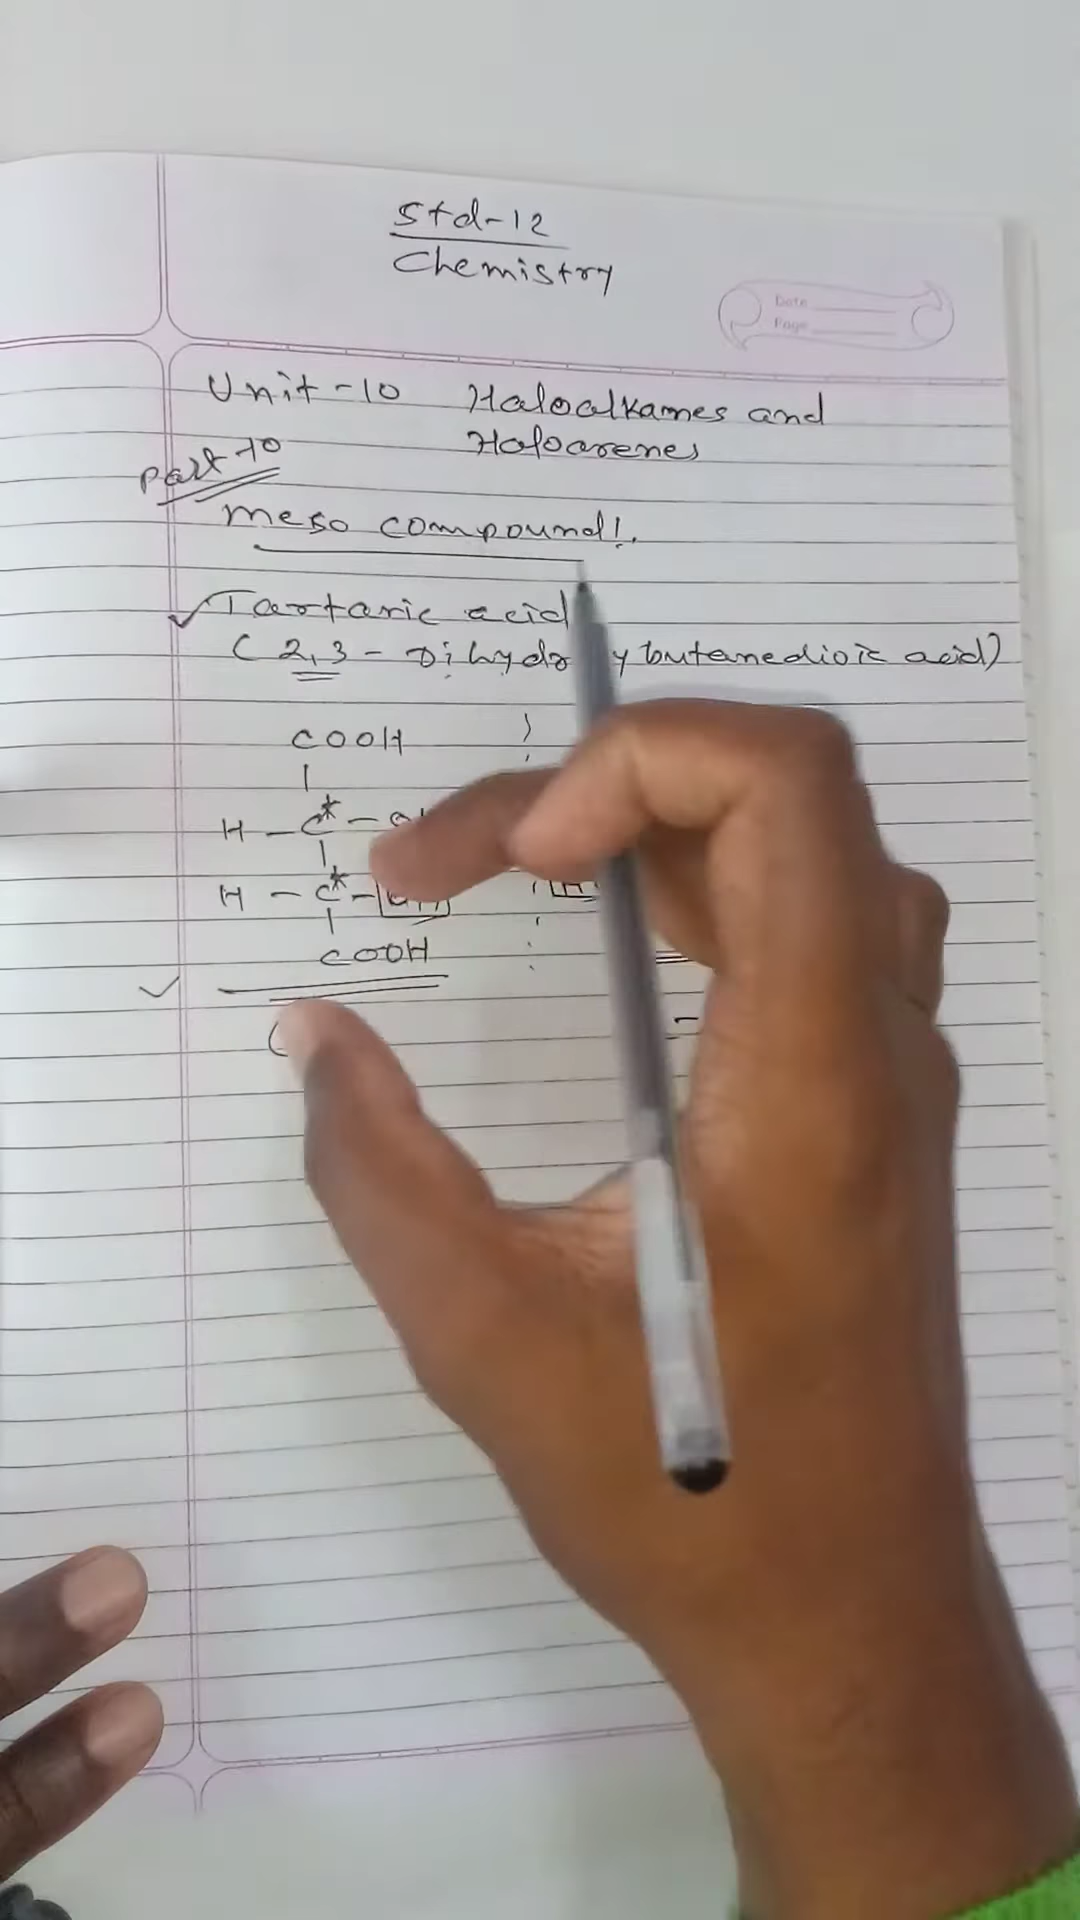 Std-12
Chemistry
Date
Page
Unit-10 Haloalkanes and
Haloarenes
Part-10
Meso compound:
Tartaric acid
( 2,3 - Dihydro y butanedioic acid)
COOH
H - C* -
H - C* - OH
COOH